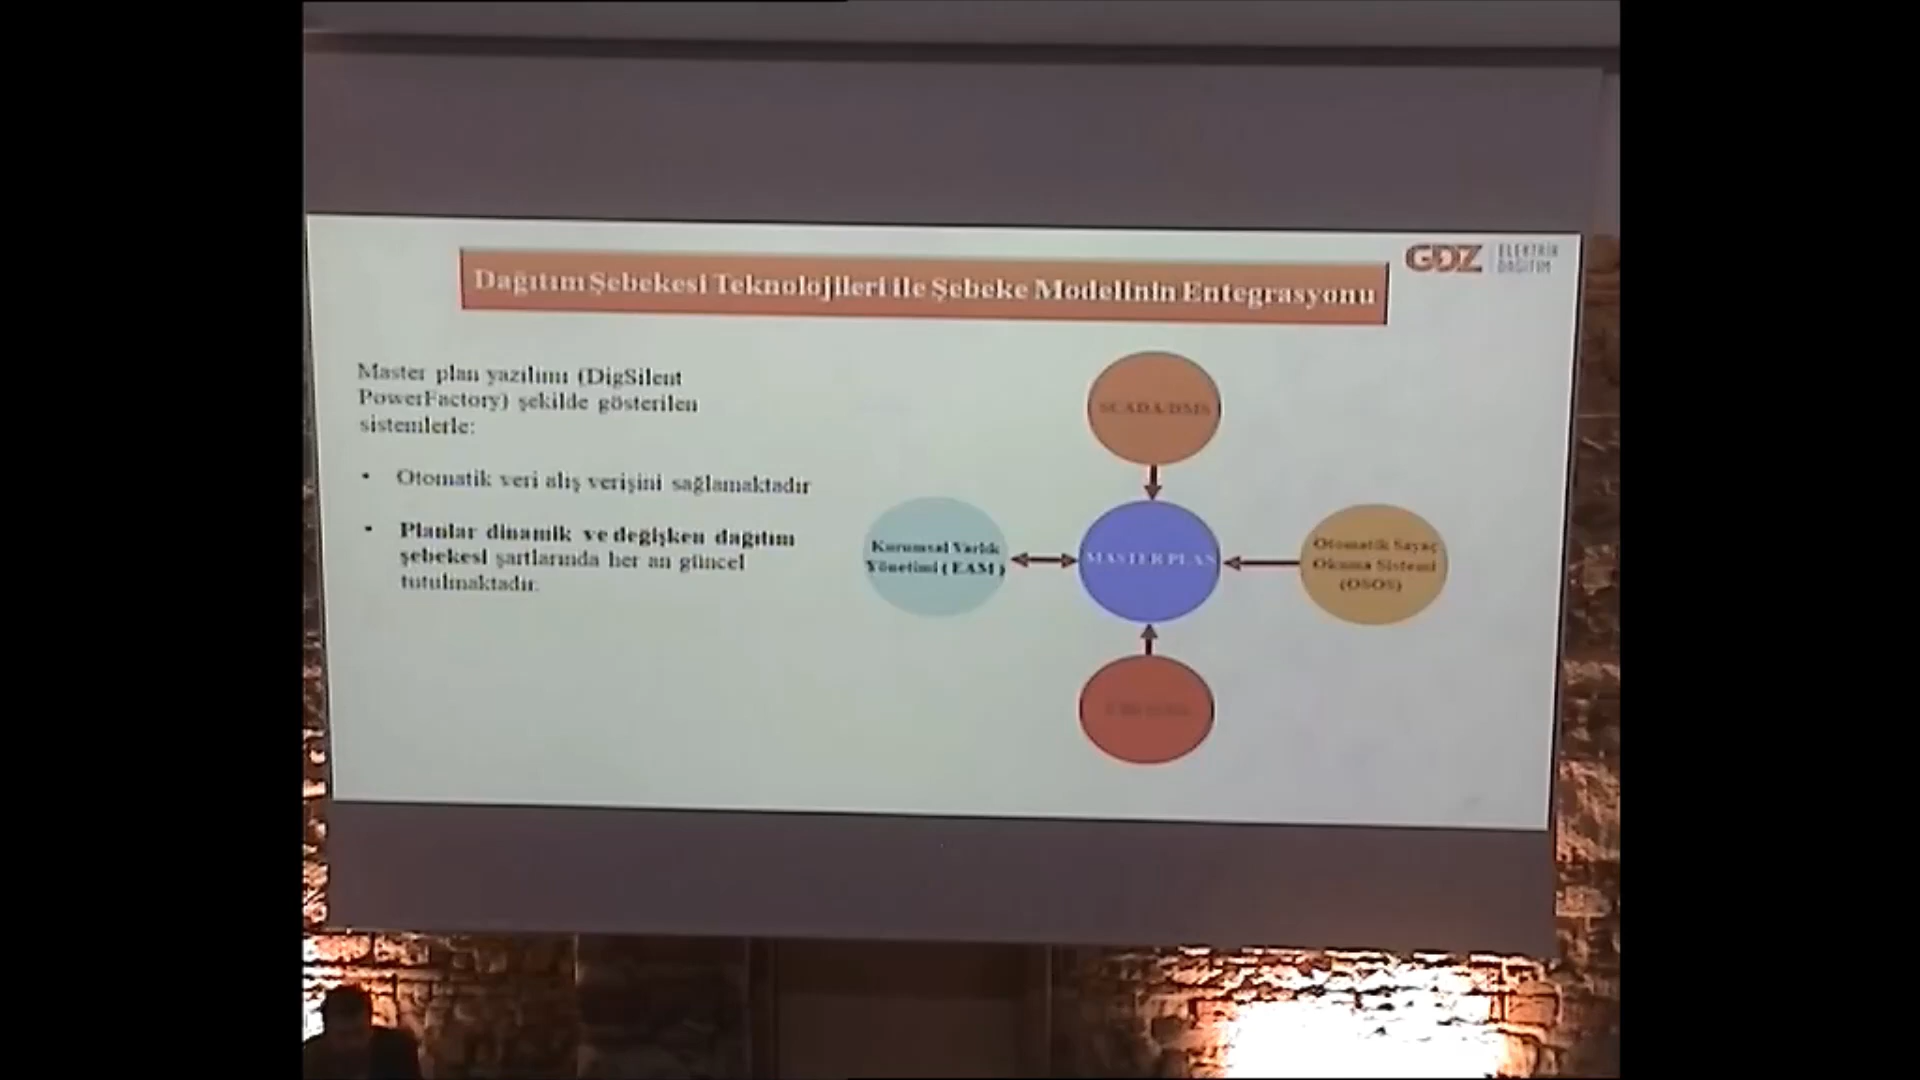 GDZ ELEKTRİK
DAĞITIM
Dağıtım Şebekesi Teknolojileri ile Şebeke Modelinin Entegrasyonu
Master plan yazılımı (DigSilent
PowerFactory) şekilde gösterilen
sistemlerle:
• Otomatik veri alış verişini sağlamaktadır
• Planlar dinamik ve değişken dağıtım
şebekesi şartlarında her an güncel
tutulmaktadır.
SCADA/DMS
Kurumsal Varlık
Yönetimi ( EAM )
MASTER PLAN
Otomatik Sayaç
Okuma Sistemi
(OSOS)